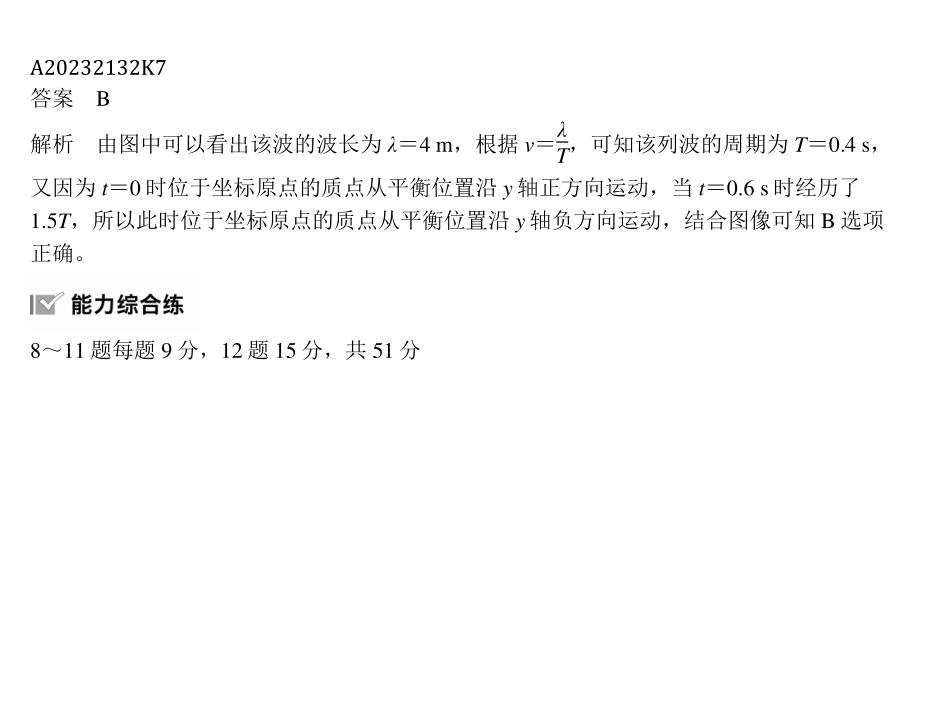 A20232132K7
答案　B
解析　由图中可以看出该波的波长为 λ＝4 m，根据 v＝λ/T，可知该列波的周期为 T＝0.4 s，
又因为 t＝0 时位于坐标原点的质点从平衡位置沿 y 轴正方向运动，当 t＝0.6 s 时经历了
1.5T，所以此时位于坐标原点的质点从平衡位置沿 y 轴负方向运动，结合图像可知 B 选项
正确。
能力综合练
8～11 题每题 9 分，12 题 15 分，共 51 分